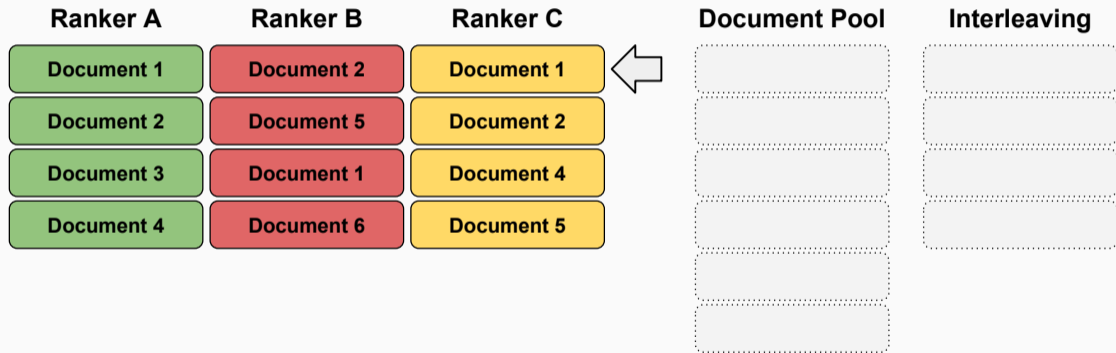 Ranker A Ranker B Ranker C Document Pool Interleaving
Document 1 Document 2 Document 1
Document 2 Document 5 Document 2
Document 3 Document 1 Document 4
Document 4 Document 6 Document 5